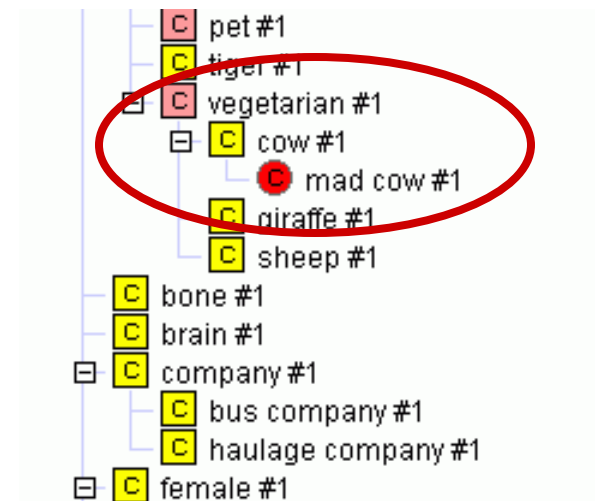 C pet #1
C tiger #1
C vegetarian #1
C cow #1
C mad cow #1
C giraffe #1
C sheep #1
C bone #1
C brain #1
C company #1
C bus company #1
C haulage company #1
C female #1